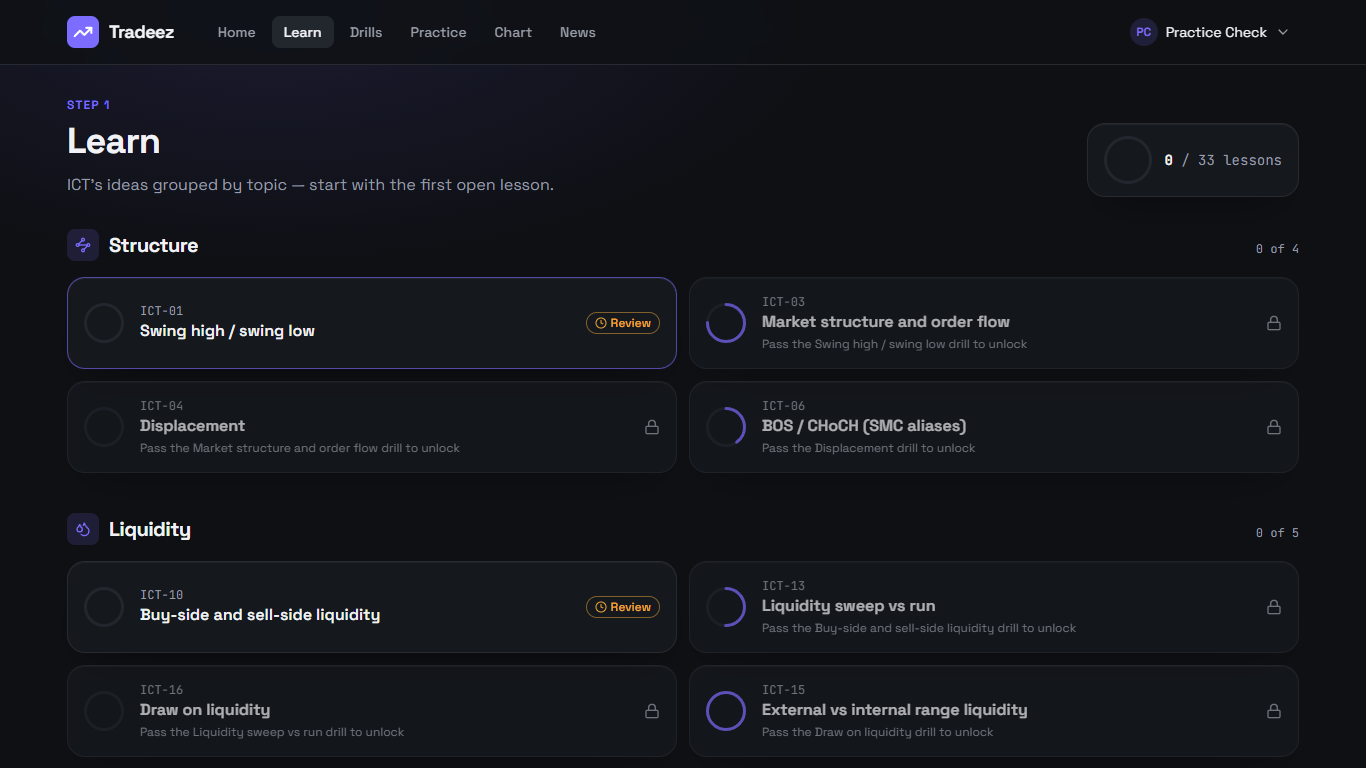 Tradeez
Home
Learn
Drills
Practice
Chart
News
PC
Practice Check
STEP 1
Learn
ICT's ideas grouped by topic — start with the first open lesson.
0 / 33 lessons
Structure
0 of 4
ICT-01
Swing high / swing low
Review
ICT-03
Market structure and order flow
Pass the Swing high / swing low drill to unlock
ICT-04
Displacement
Pass the Market structure and order flow drill to unlock
ICT-06
BOS / CHoCH (SMC aliases)
Pass the Displacement drill to unlock
Liquidity
0 of 5
ICT-10
Buy-side and sell-side liquidity
Review
ICT-13
Liquidity sweep vs run
Pass the Buy-side and sell-side liquidity drill to unlock
ICT-16
Draw on liquidity
Pass the Liquidity sweep vs run drill to unlock
ICT-15
External vs internal range liquidity
Pass the Draw on liquidity drill to unlock